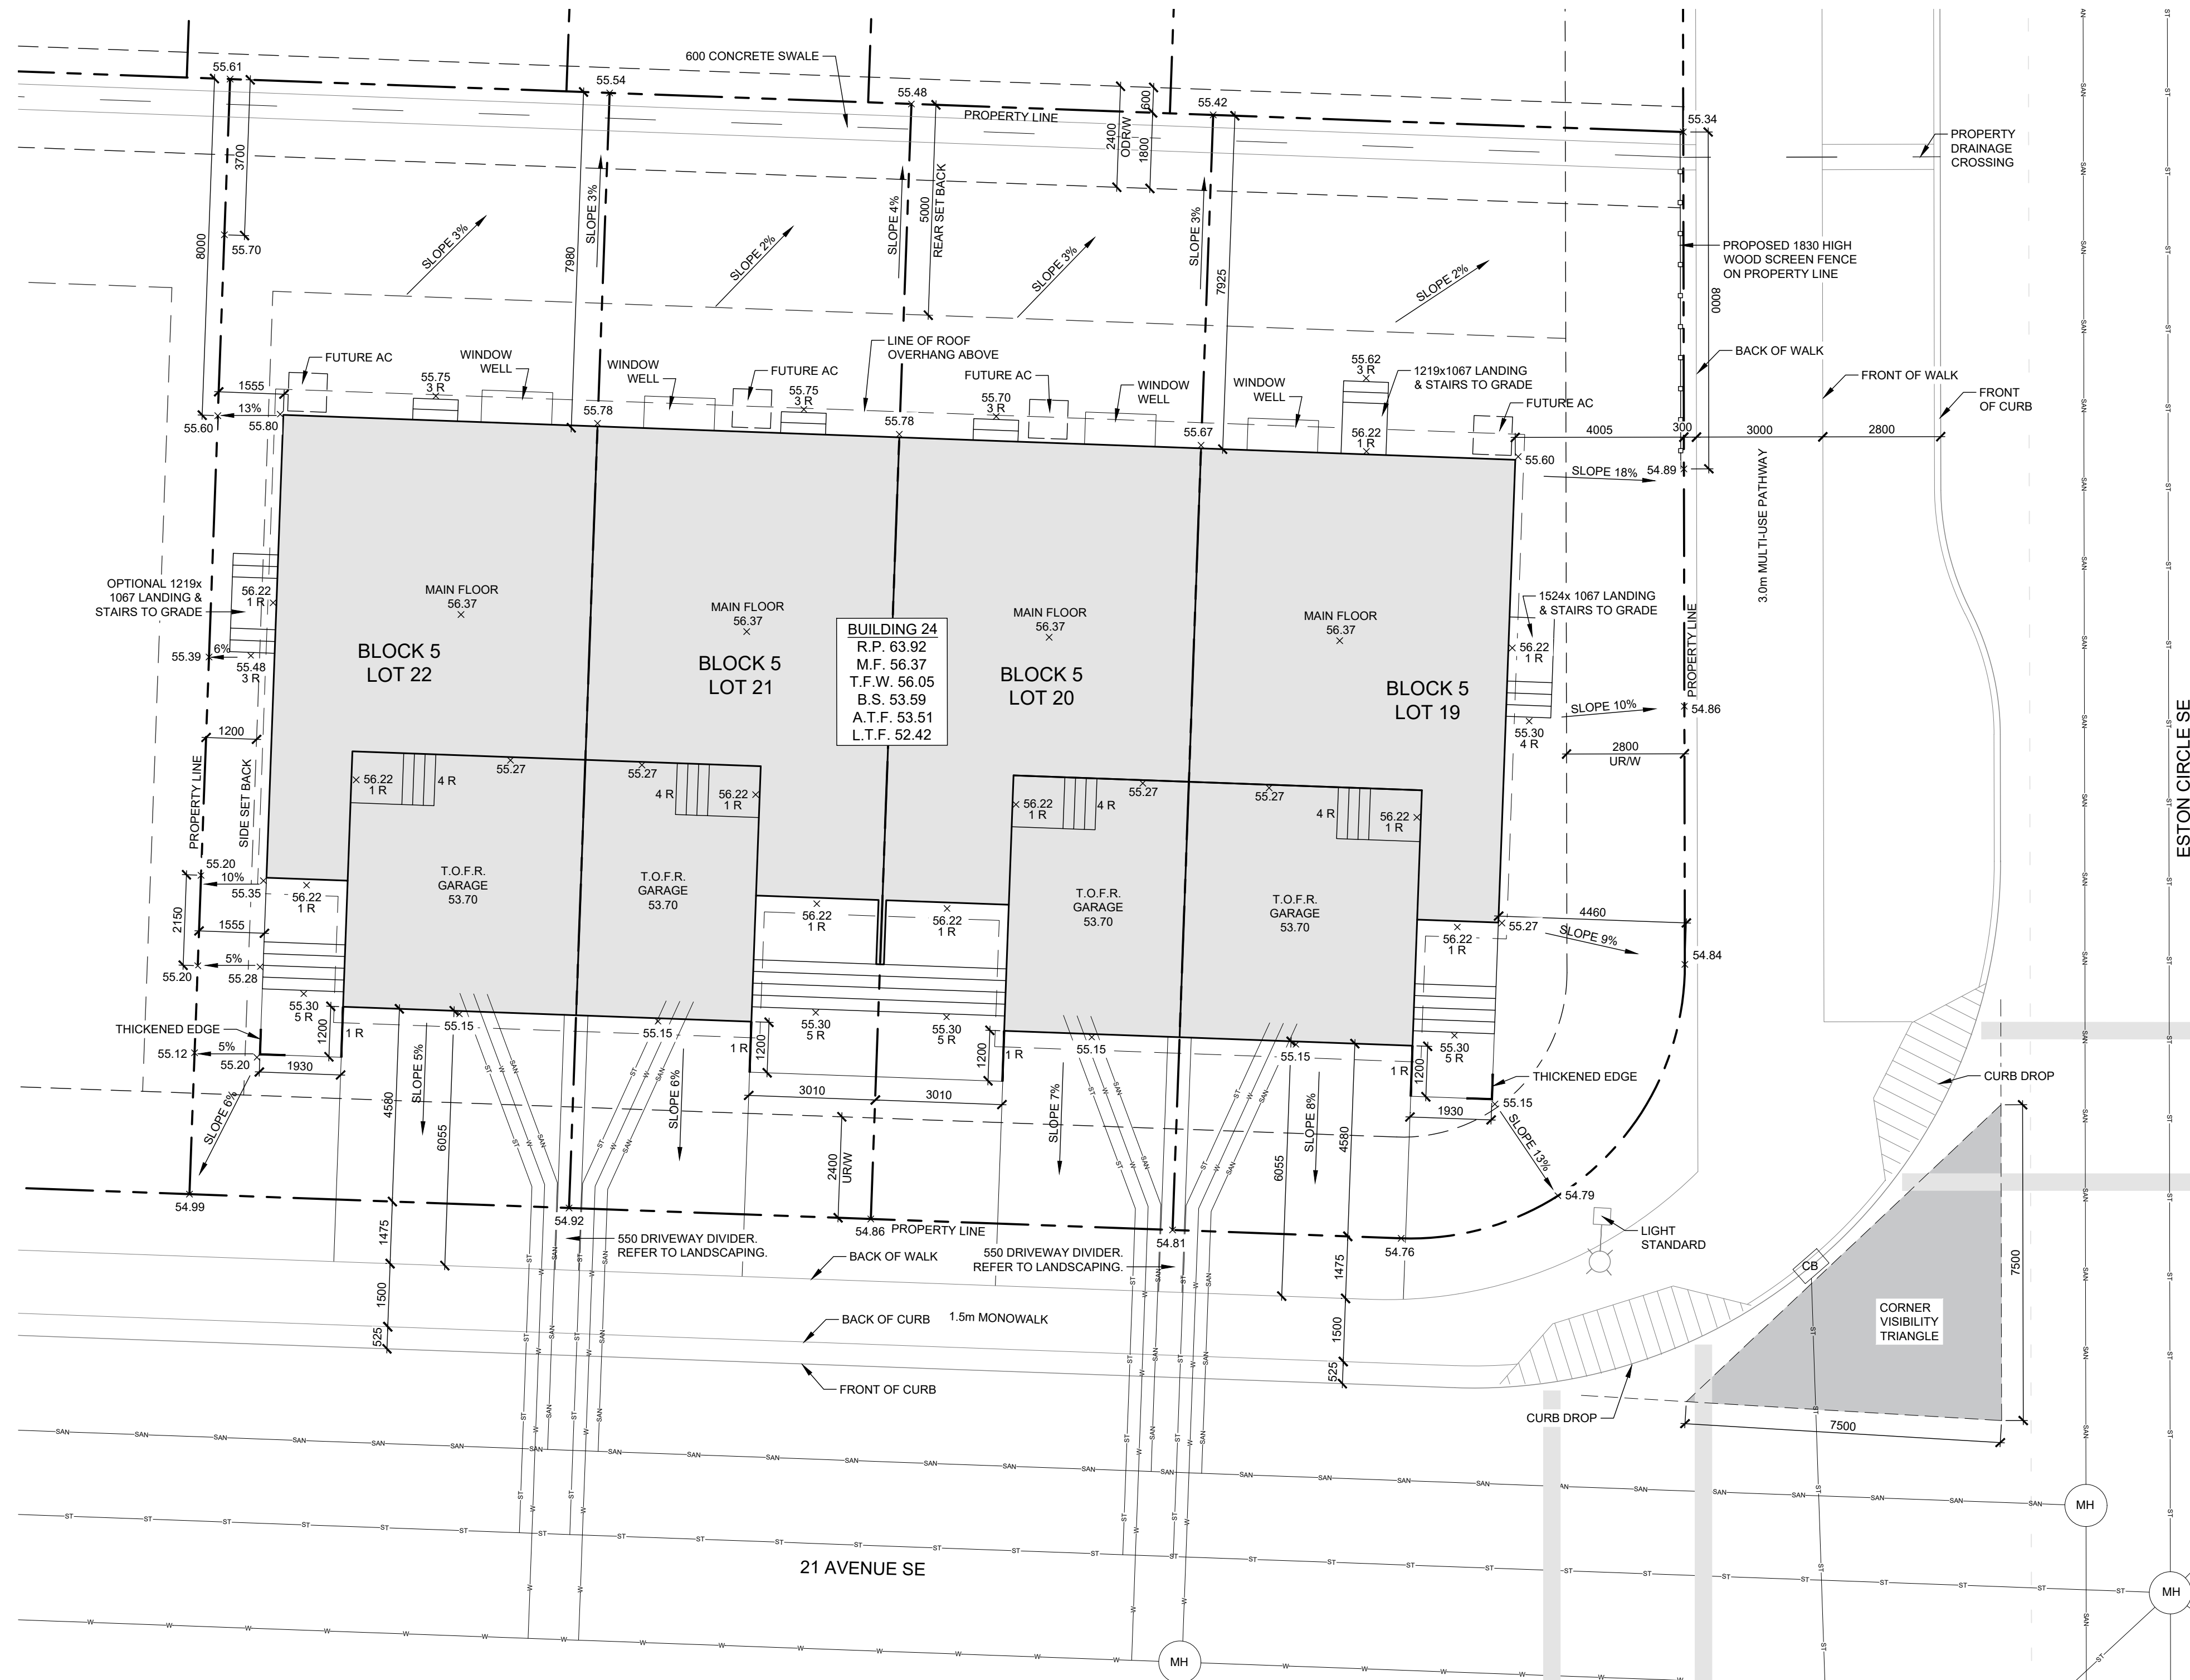 55.61
55.54
600 CONCRETE SWALE
55.48
PROPERTY LINE
55.42
600
2400
ODR/W
1800
55.34
PROPERTY
DRAINAGE
CROSSING
3700
8000
55.70
SLOPE 3%
7980
SLOPE 3%
SLOPE 2%
SLOPE 4%
5000
REAR SET BACK
SLOPE 3%
SLOPE 3%
7925
SLOPE 2%
PROPOSED 1830 HIGH
WOOD SCREEN FENCE
ON PROPERTY LINE
8000
BACK OF WALK
FRONT OF WALK
FRONT
OF CURB
FUTURE AC
WINDOW
WELL
WINDOW
WELL
FUTURE AC
LINE OF ROOF
OVERHANG ABOVE
FUTURE AC
WINDOW
WELL
WINDOW
WELL
55.62
3 R
1219x1067 LANDING
& STAIRS TO GRADE
FUTURE AC
1555
13%
55.60
55.80
55.75
3 R
55.78
55.75
3 R
55.78
55.70
3 R
55.67
56.22
1 R
55.60
4005
300
3000
2800
SLOPE 18%
54.89
3.0m MULTI-USE PATHWAY
OPTIONAL 1219x
1067 LANDING &
STAIRS TO GRADE
56.22
1 R
55.39
6%
55.48
3 R
MAIN FLOOR
56.37
BLOCK 5
LOT 22
MAIN FLOOR
56.37
BLOCK 5
LOT 21
BUILDING 24
R.P. 63.92
M.F. 56.37
T.F.W. 56.05
B.S. 53.59
A.T.F. 53.51
L.T.F. 52.42
MAIN FLOOR
56.37
BLOCK 5
LOT 20
MAIN FLOOR
56.37
BLOCK 5
LOT 19
1524x 1067 LANDING
& STAIRS TO GRADE
56.22
1 R
PROPERTY LINE
SLOPE 10%
54.86
55.30
4 R
2800
UR/W
ESTON CIRCLE SE
1200
PROPERTY LINE
SIDE SET BACK
56.22
1 R
4 R
55.27
55.27
4 R
56.22
1 R
56.22
1 R
4 R
55.27
55.27
4 R
56.22
1 R
55.20
10%
55.35
2150
1555
56.22
1 R
T.O.F.R.
GARAGE
53.70
T.O.F.R.
GARAGE
53.70
56.22
1 R
56.22
1 R
T.O.F.R.
GARAGE
53.70
T.O.F.R.
GARAGE
53.70
56.22
1 R
55.27
4460
SLOPE 9%
54.84
5%
55.20
55.28
55.30
5 R
THICKENED EDGE
1200
1 R
55.12
5%
55.20
1930
SLOPE 6%
55.15
SLOPE 5%
4580
6055
55.15
SLOPE 6%
1 R
1200
55.30
5 R
55.30
5 R
1200
1 R
3010
3010
55.15
SLOPE 7%
55.15
SLOPE 8%
6055
4580
1 R
1200
55.30
5 R
THICKENED EDGE
55.15
1930
SLOPE 13%
54.79
CURB DROP
2400
UR/W
54.99
54.92
54.86
PROPERTY LINE
54.81
54.76
1475
550 DRIVEWAY DIVIDER.
REFER TO LANDSCAPING.
BACK OF WALK
550 DRIVEWAY DIVIDER.
REFER TO LANDSCAPING.
1475
LIGHT
STANDARD
CB
7500
CORNER
VISIBILITY
TRIANGLE
1500
525
BACK OF CURB
1.5m MONOWALK
FRONT OF CURB
1500
525
CURB DROP
7500
MH
21 AVENUE SE
MH
MH